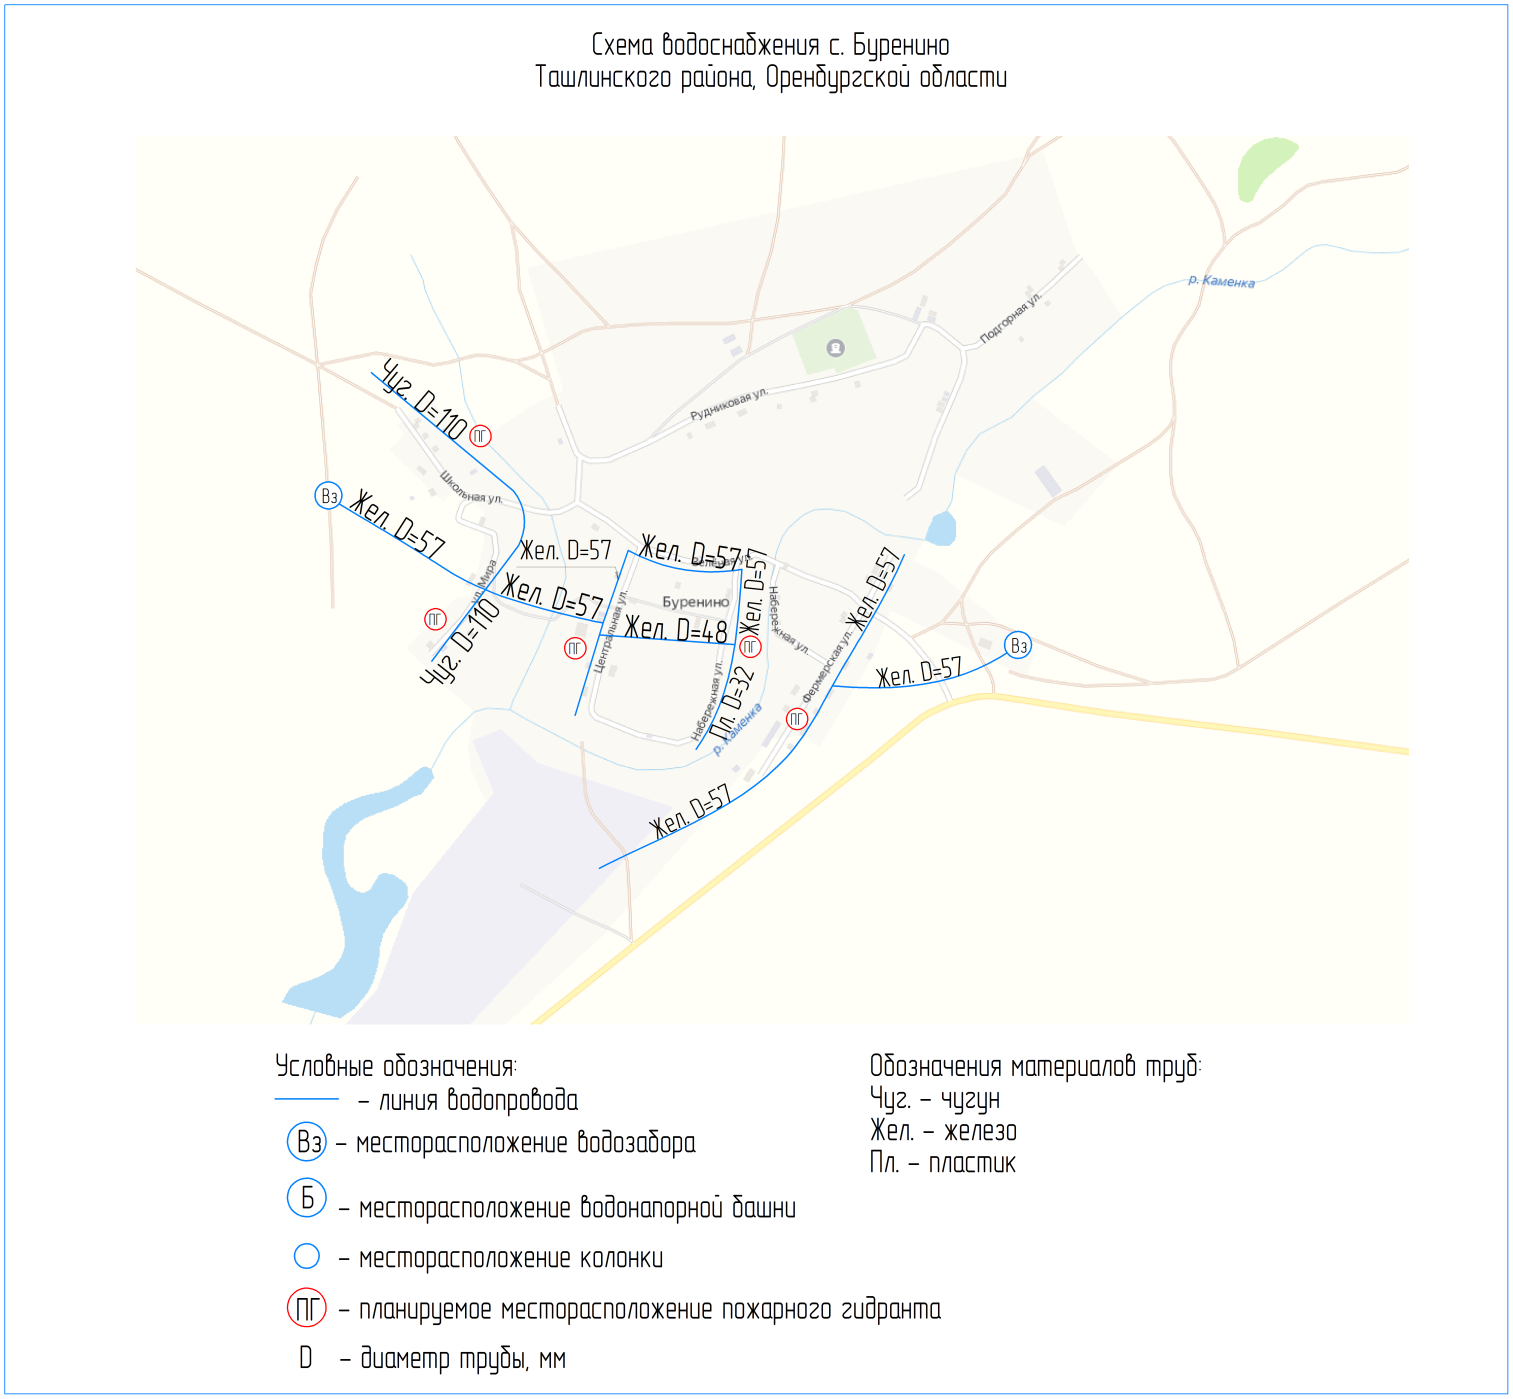 Схема водоснабжения с. Буренино
Ташлинского района, Оренбургской области
р. Каменка
Подгорная ул.
Рудниковая ул.
Чуг. D=110
ПГ
Школьная ул.
Вз
Жел. D=57
Жел. D=57
Жел. D=57
Зелёная ул.
Жел. D=57
Жел. D=57
ул. Мира
Жел. D=57
Буренино
Набережная ул.
Центральная ул.
ПГ
Чуг. D=110
Жел. D=48
ПГ
ПГ
Вз
Жел. D=57
Фермерская ул.
Набережная ул.
Пл. D=32
р. Каменка
ПГ
Жел. D=57
Условные обозначения:
– линия водопровода
Вз – месторасположение водозабора
Б – месторасположение водонапорной башни
– месторасположение колонки
ПГ – планируемое месторасположение пожарного гидранта
D – диаметр трубы, мм
Обозначения материалов труб:
Чуг. – чугун
Жел. – железо
Пл. – пластик